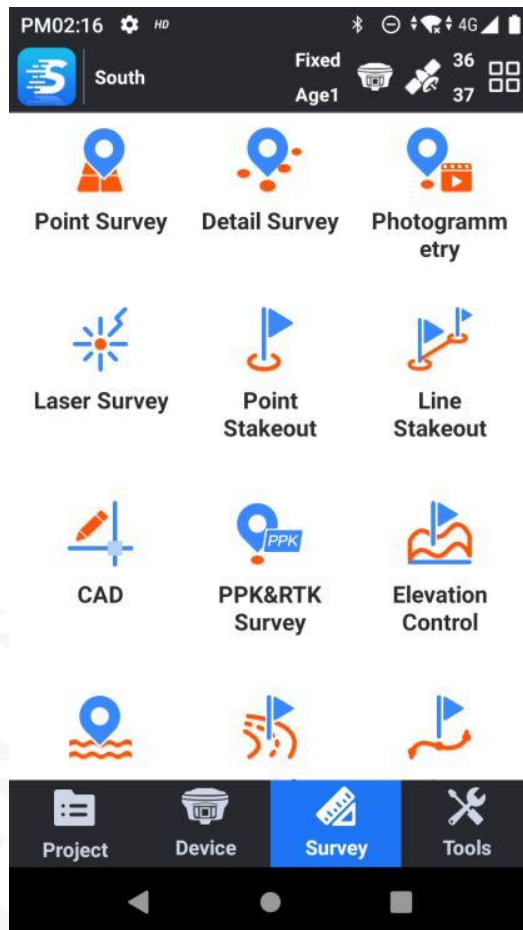 PM02:16 HD 4G
South Fixed 36
Age1 37
Point Survey Detail Survey Photogramm
etry
Laser Survey Point Line
Stakeout Stakeout
PPK
CAD PPK&RTK Elevation
Survey Control
Project Device Survey Tools